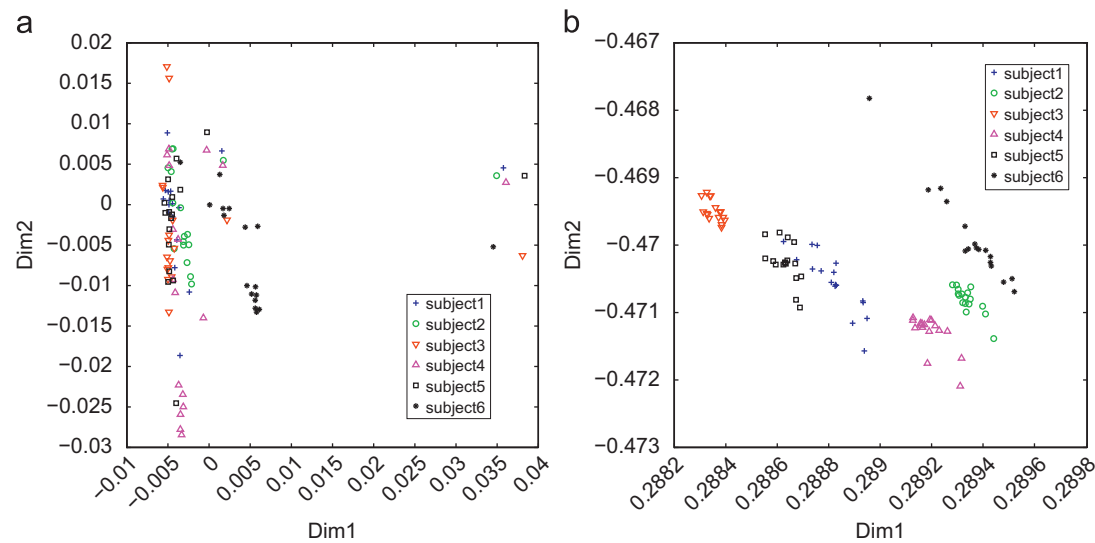 a
0.02
0.015
0.01
0.005
0
−0.005
−0.01
−0.015
−0.02
−0.025
−0.03
Dim2
−0.01
−0.005
0
0.005
0.01
0.015
0.02
0.025
0.03
0.035
0.04
Dim1
subject1
subject2
subject3
subject4
subject5
subject6
b
−0.467
−0.468
−0.469
−0.47
−0.471
−0.472
−0.473
Dim2
0.2882
0.2884
0.2886
0.2888
0.289
0.2892
0.2894
0.2896
0.2898
Dim1
subject1
subject2
subject3
subject4
subject5
subject6